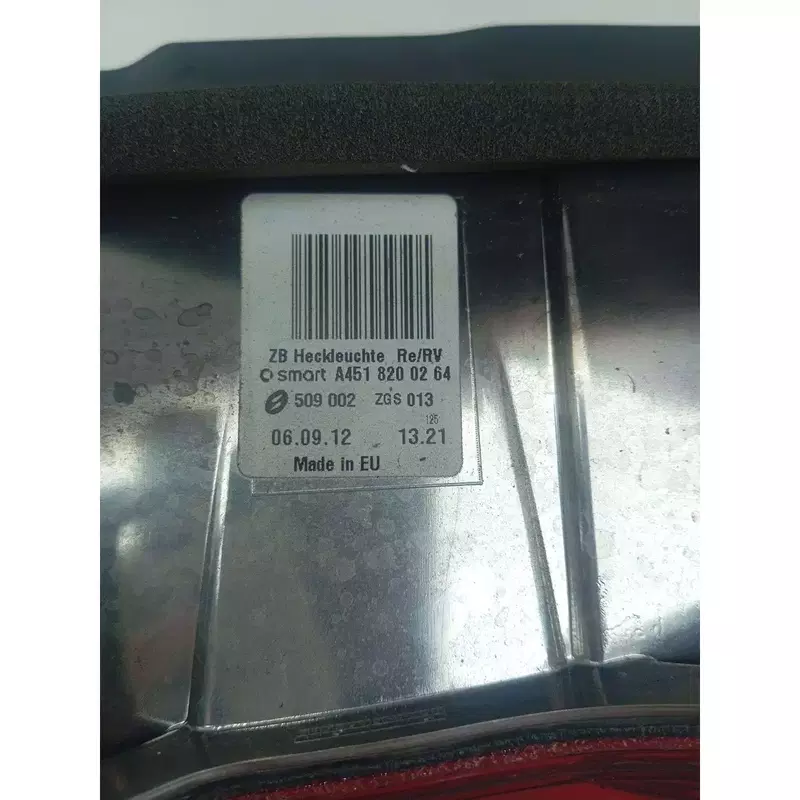 ZB Heckleuchte Re/RV
smart A451 820 02 64
509 002 ZGS 013
125
06.09.12 13.21
Made in EU